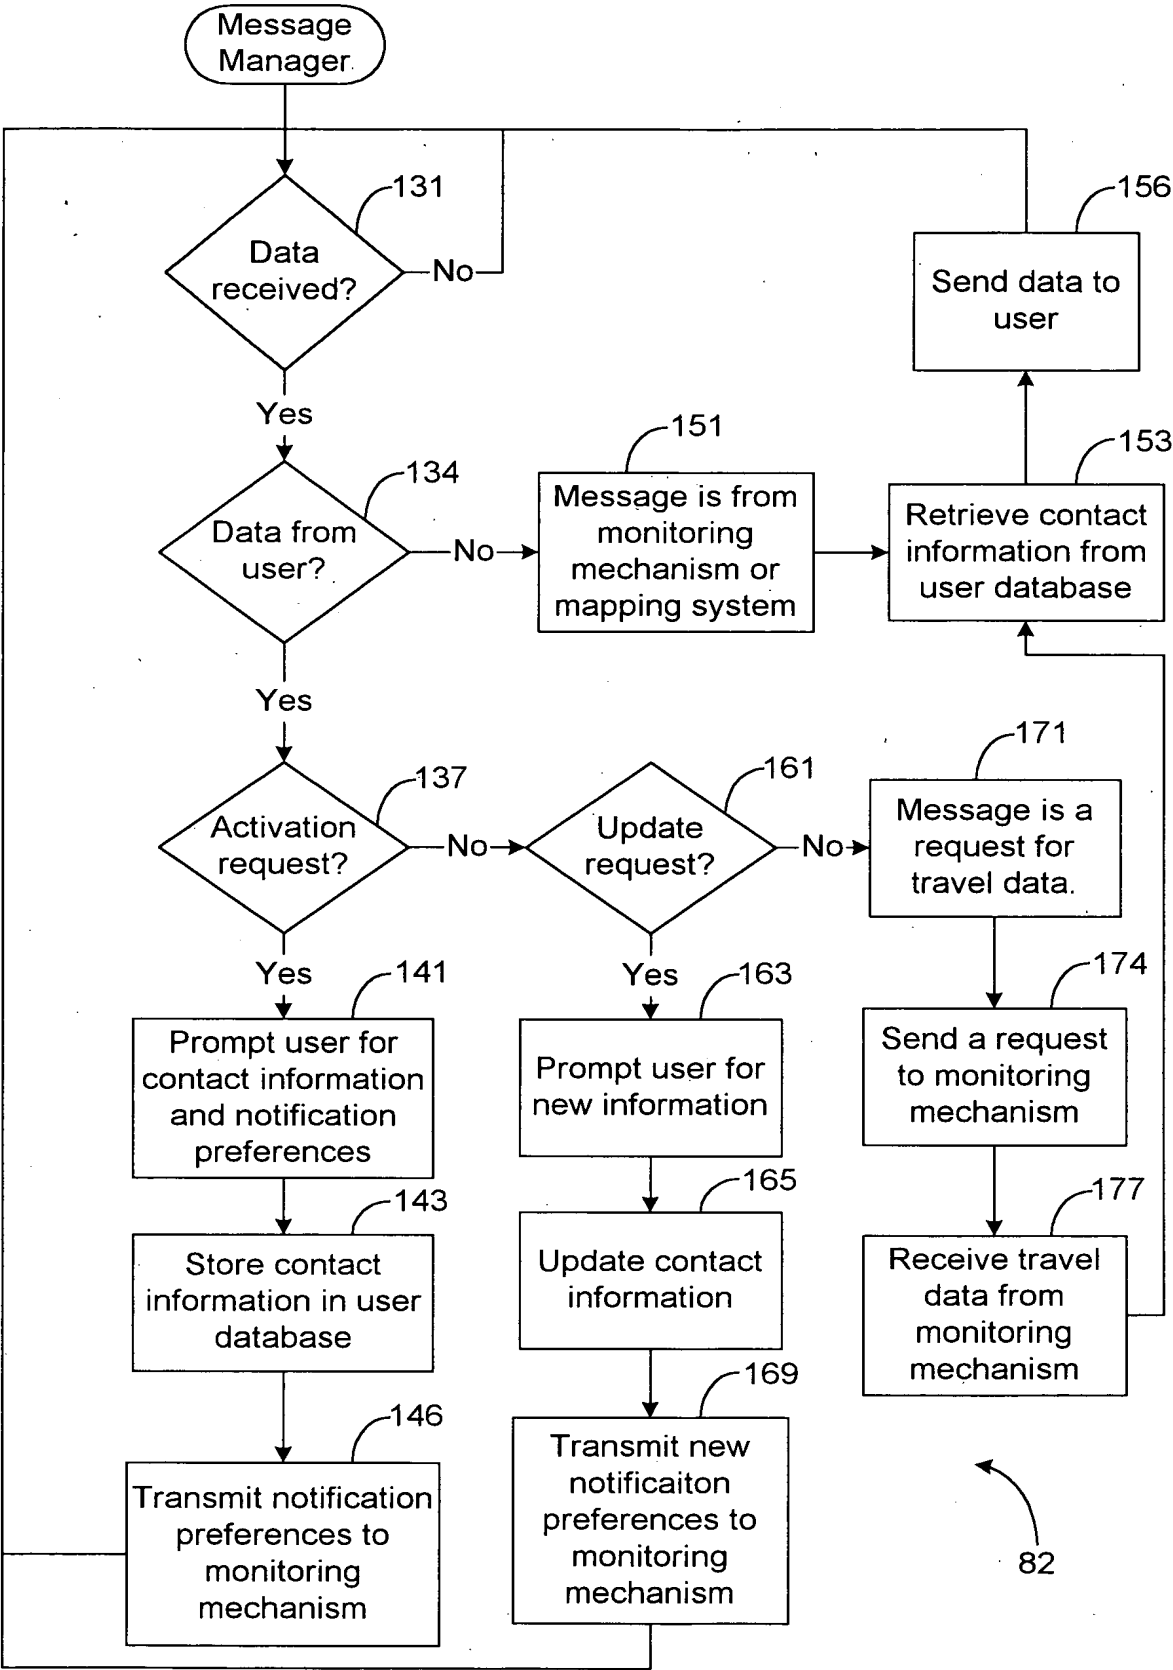 Message
Manager
131
Data
received?
No
Yes
156
Send data to
user
134
Data from
user?
No
151
Message is from
monitoring
mechanism or
mapping system
153
Retrieve contact
information from
user database
Yes
137
Activation
request?
No
161
Update
request?
No
171
Message is a
request for
travel data.
Yes
141
Prompt user for
contact information
and notification
preferences
Yes
163
Prompt user for
new information
174
Send a request
to monitoring
mechanism
143
Store contact
information in user
database
165
Update contact
information
177
Receive travel
data from
monitoring
mechanism
146
Transmit notification
preferences to
monitoring
mechanism
169
Transmit new
notificaiton
preferences to
monitoring
mechanism
82